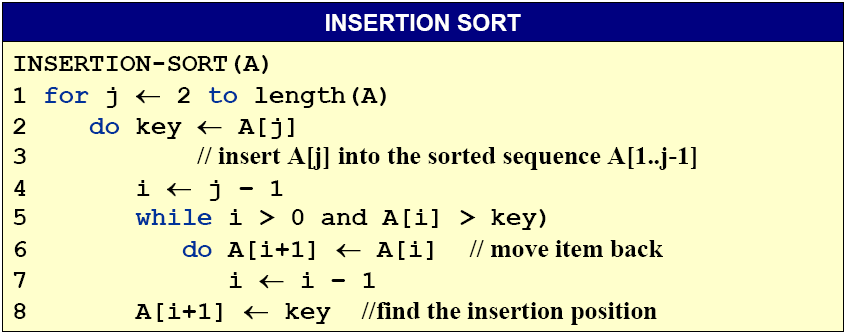 INSERTION SORT
INSERTION-SORT(A)
1 for j ← 2 to length(A)
2 do key ← A[j]
3 // insert A[j] into the sorted sequence A[1..j-1]
4 i ← j - 1
5 while i > 0 and A[i] > key)
6 do A[i+1] ← A[i] // move item back
7 i ← i - 1
8 A[i+1] ← key //find the insertion position